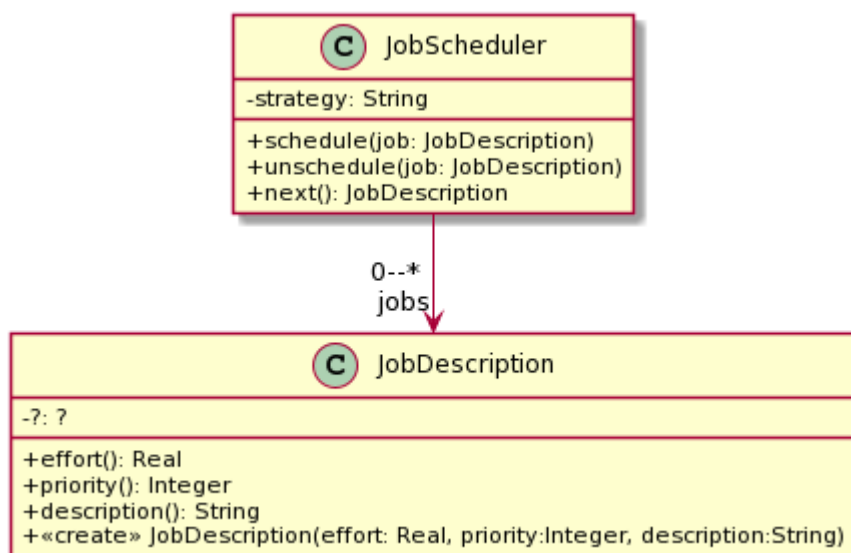 C JobScheduler
-strategy: String
+schedule(job: JobDescription)
+unschedule(job: JobDescription)
+next(): JobDescription
0--*
jobs
C JobDescription
-?: ?
+effort(): Real
+priority(): Integer
+description(): String
+«create» JobDescription(effort: Real, priority:Integer, description:String)